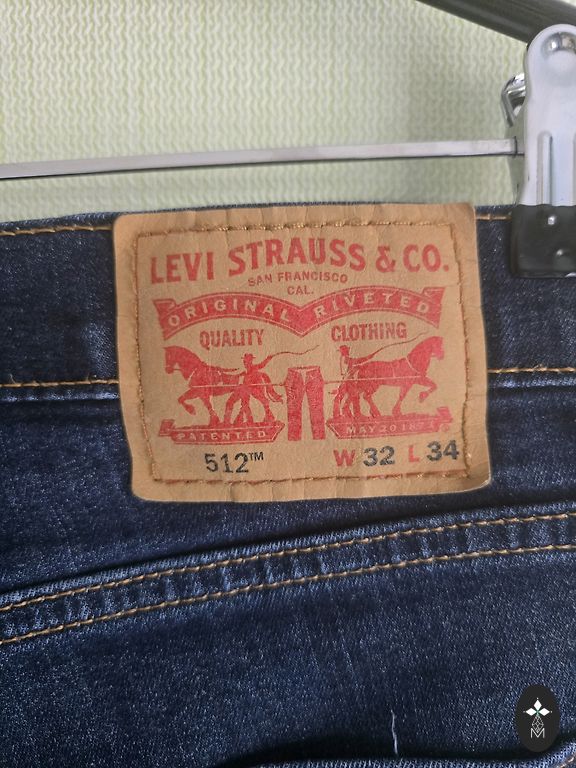 LEVI STRAUSS & CO.
SAN FRANCISCO
CAL.
ORIGINAL RIVETED
QUALITY CLOTHING
PATENTED MAY 20 1873
512™ W 32 L 34
M